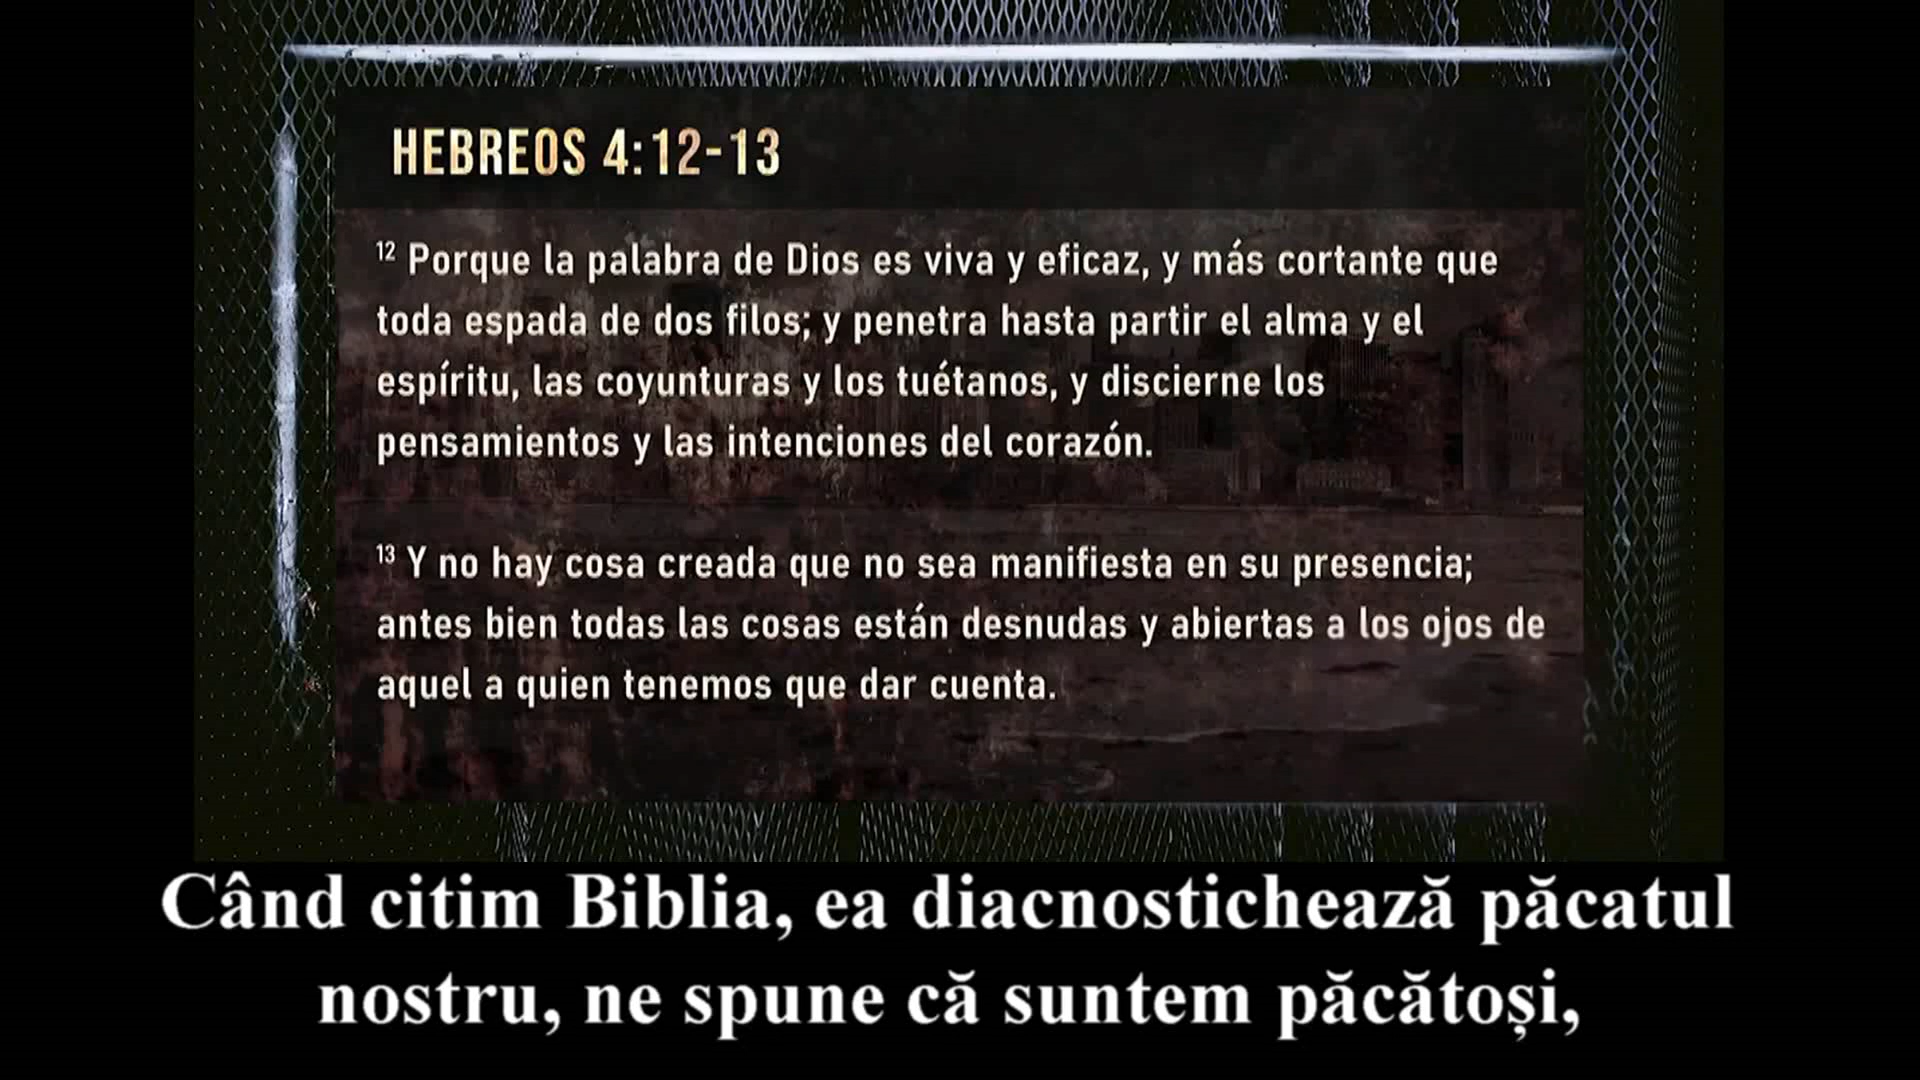 HEBREOS 4:12-13
12 Porque la palabra de Dios es viva y eficaz, y más cortante que
toda espada de dos filos; y penetra hasta partir el alma y el
espíritu, las coyunturas y los tuétanos, y discierne los
pensamientos y las intenciones del corazón.
13 Y no hay cosa creada que no sea manifiesta en su presencia;
antes bien todas las cosas están desnudas y abiertas a los ojos de
aquel a quien tenemos que dar cuenta.
Când citim Biblia, ea diacnostichează păcatul
nostru, ne spune că suntem păcătoși,